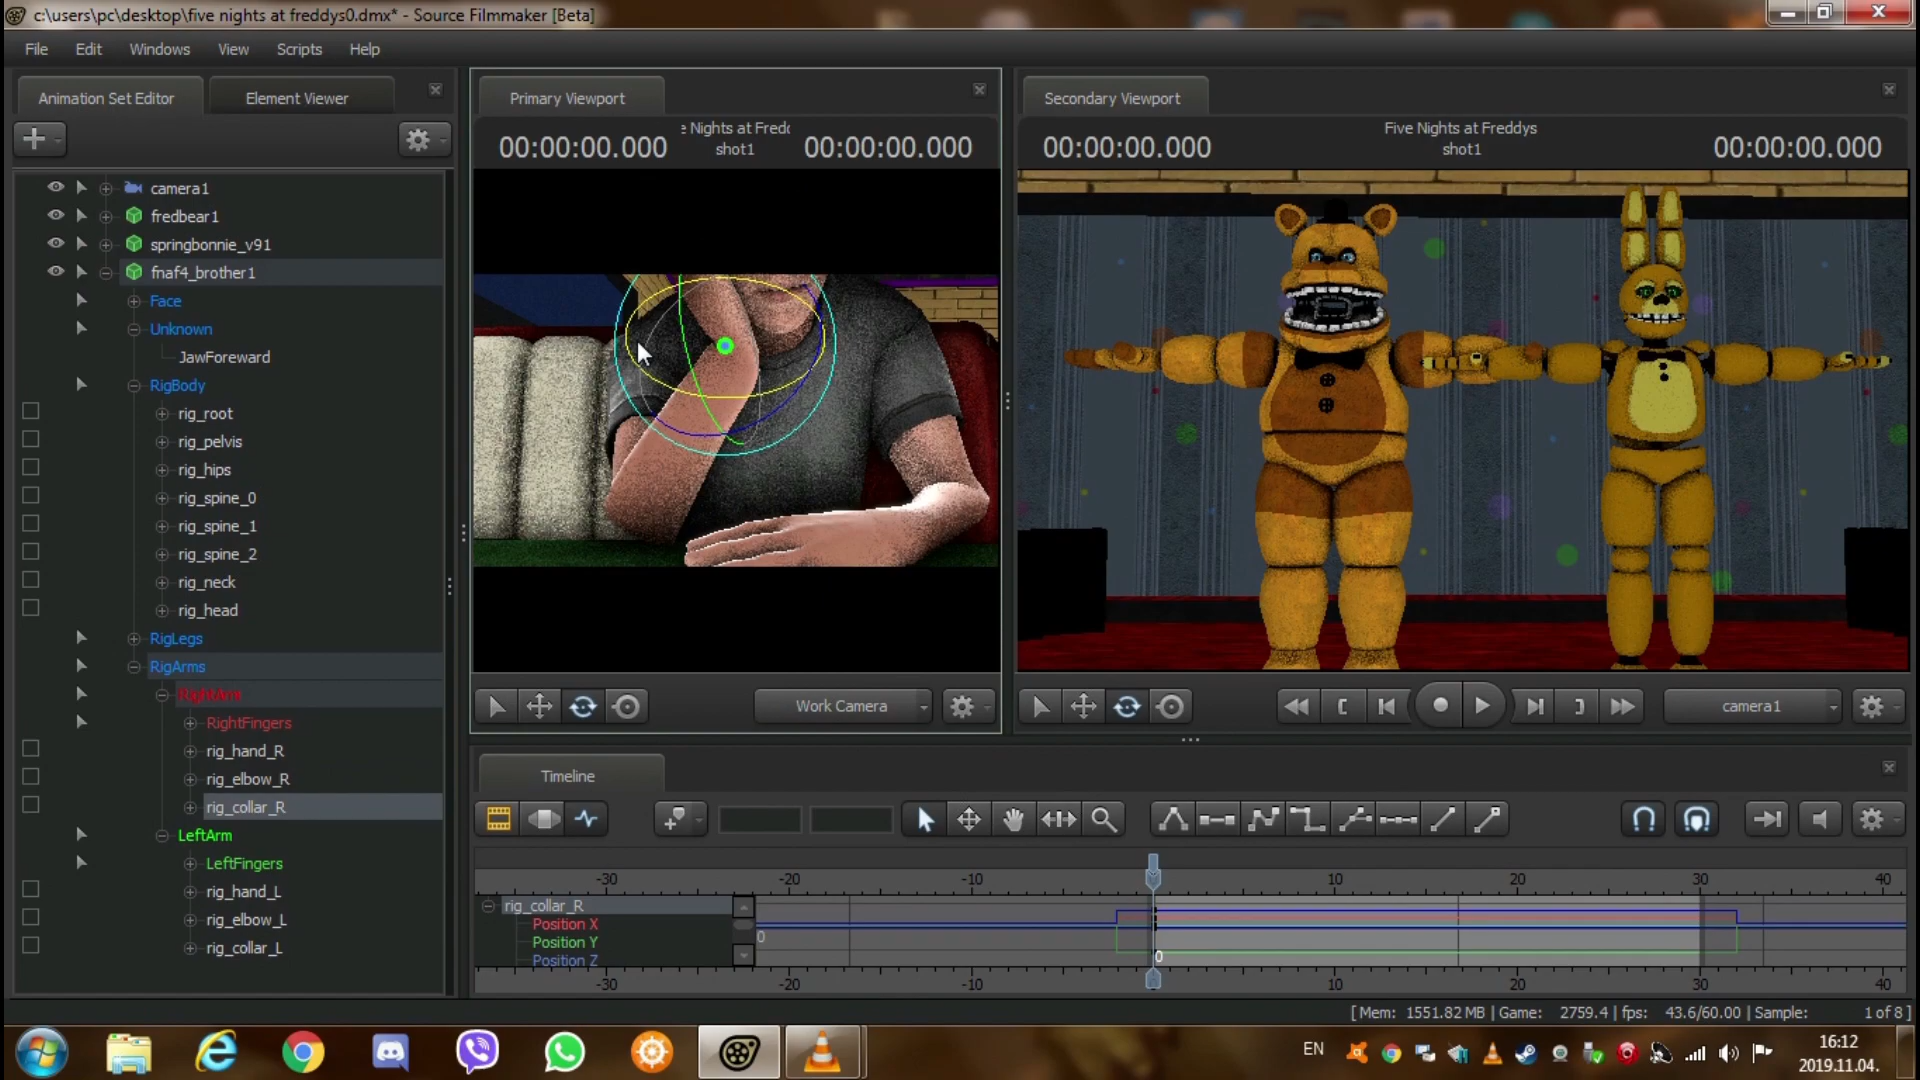 c:\users\pc\desktop\five nights at freddys0.dmx* - Source Filmmaker [Beta]
File Edit Windows View Scripts Help
Animation Set Editor
Element Viewer
camera1
fredbear1
springbonnie_v91
fnaf4_brother1
Face
Unknown
JawForeward
RigBody
rig_root
rig_pelvis
rig_hips
rig_spine_0
rig_spine_1
rig_spine_2
rig_neck
rig_head
RigLegs
RigArms
RightArm
RightFingers
rig_hand_R
rig_elbow_R
rig_collar_R
LeftArm
LeftFingers
rig_hand_L
rig_elbow_L
rig_collar_L
Primary Viewport
00:00:00.000
e Nights at Fredd
shot1
00:00:00.000
Work Camera
Secondary Viewport
00:00:00.000
Five Nights at Freddys
shot1
00:00:00.000
camera1
Timeline
-30 -20 -10 10 20 30 40
rig_collar_R
Position X
Position Y
Position Z
0
0
-30 -20 -10 10 20 30 40
[ Mem: 1551.82 MB | Game: 2759.4 | fps: 43.6/60.00 | Sample: 1 of 8 ]
EN
16:12
2019.11.04.